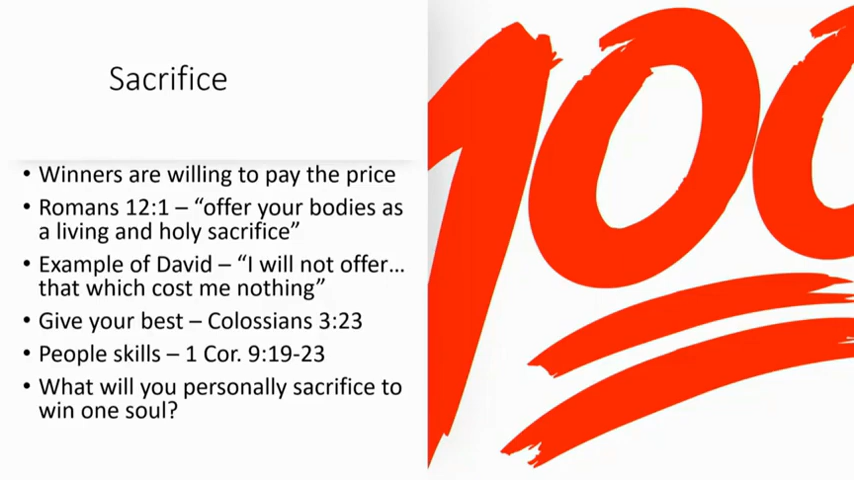 Sacrifice
• Winners are willing to pay the price
• Romans 12:1 – “offer your bodies as
a living and holy sacrifice”
• Example of David – “I will not offer…
that which cost me nothing”
• Give your best – Colossians 3:23
• People skills – 1 Cor. 9:19-23
• What will you personally sacrifice to
win one soul?
100